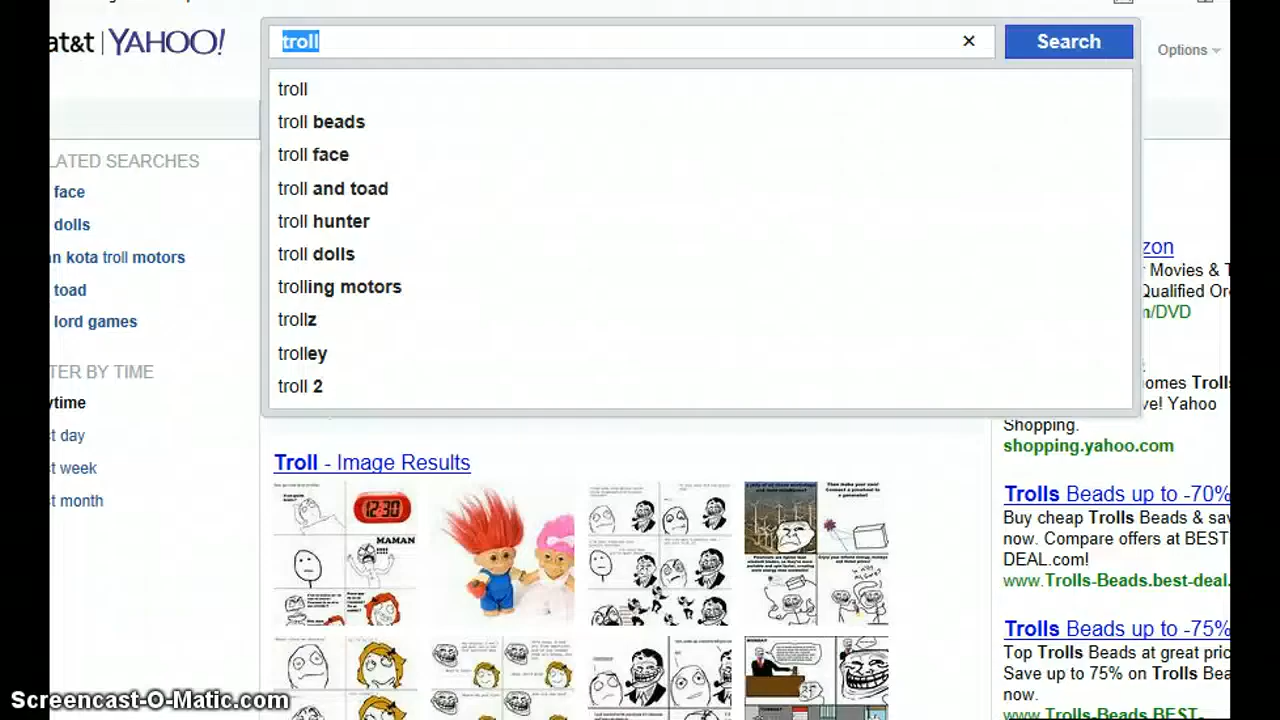 at&t | YAHOO!
troll
×
Search
Options
troll
troll beads
troll face
troll and toad
troll hunter
troll dolls
trolling motors
trollz
trolley
troll 2
LATED SEARCHES
face
dolls
n kota troll motors
toad
lord games
TER BY TIME
ytime
t day
t week
t month
zon
Movies & T
Qualified Or
m/DVD
omes Trolls
ve! Yahoo
Shopping.
shopping.yahoo.com
Troll - Image Results
12:30
MAMAN
Trolls Beads up to -70%
Buy cheap Trolls Beads & sav
now. Compare offers at BEST
DEAL.com!
www.Trolls-Beads.best-deal.
Trolls Beads up to -75%
Top Trolls Beads at great pric
Save up to 75% on Trolls Bea
now.
www.Trolls-Beads.BEST-
Screencast-O-Matic.com